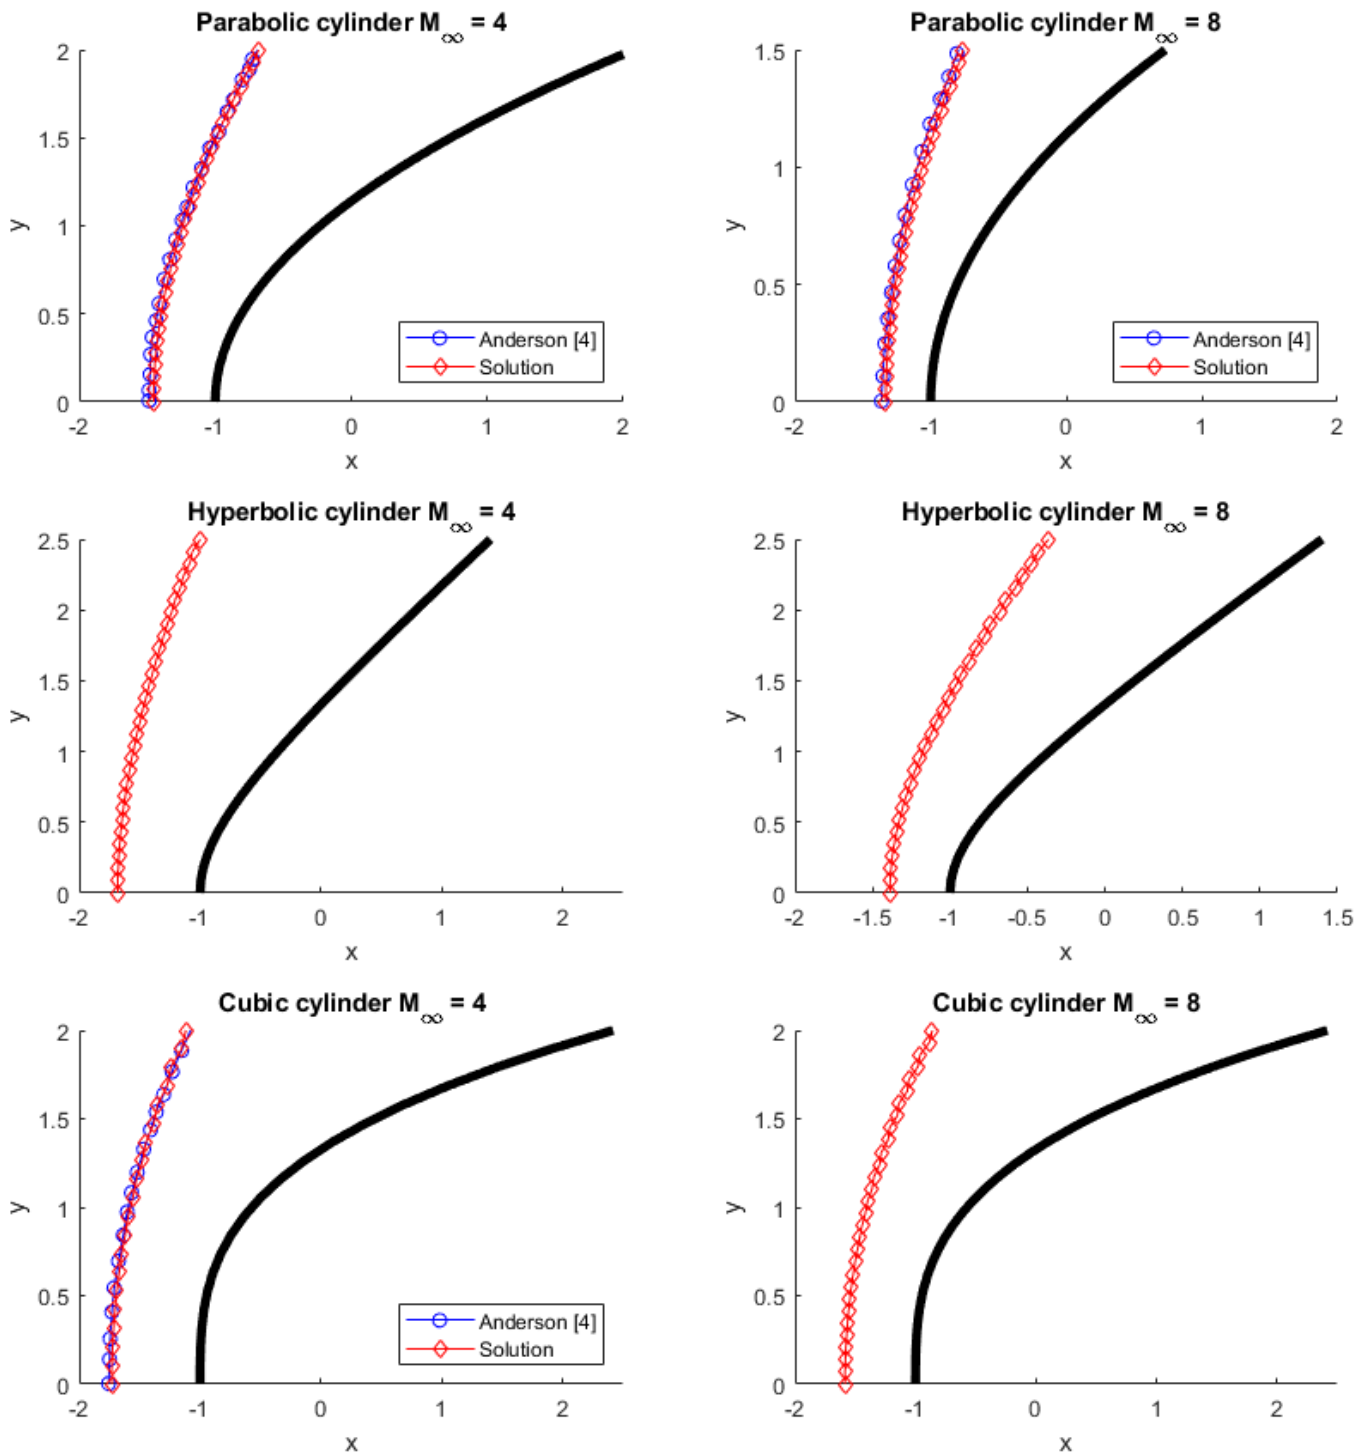 Parabolic cylinder M∞ = 4
2
1.5
1
0.5
0
y
-2
-1
0
1
2
x
Anderson [4]
Solution
Parabolic cylinder M∞ = 8
1.5
1
0.5
0
y
-2
-1
0
1
2
x
Anderson [4]
Solution
Hyperbolic cylinder M∞ = 4
2.5
2
1.5
1
0.5
0
y
-2
-1
0
1
2
x
Hyperbolic cylinder M∞ = 8
2.5
2
1.5
1
0.5
0
y
-2
-1.5
-1
-0.5
0
0.5
1
1.5
x
Cubic cylinder M∞ = 4
2
1.5
1
0.5
0
y
-2
-1
0
1
2
x
Anderson [4]
Solution
Cubic cylinder M∞ = 8
2
1.5
1
0.5
0
y
-2
-1
0
1
2
x